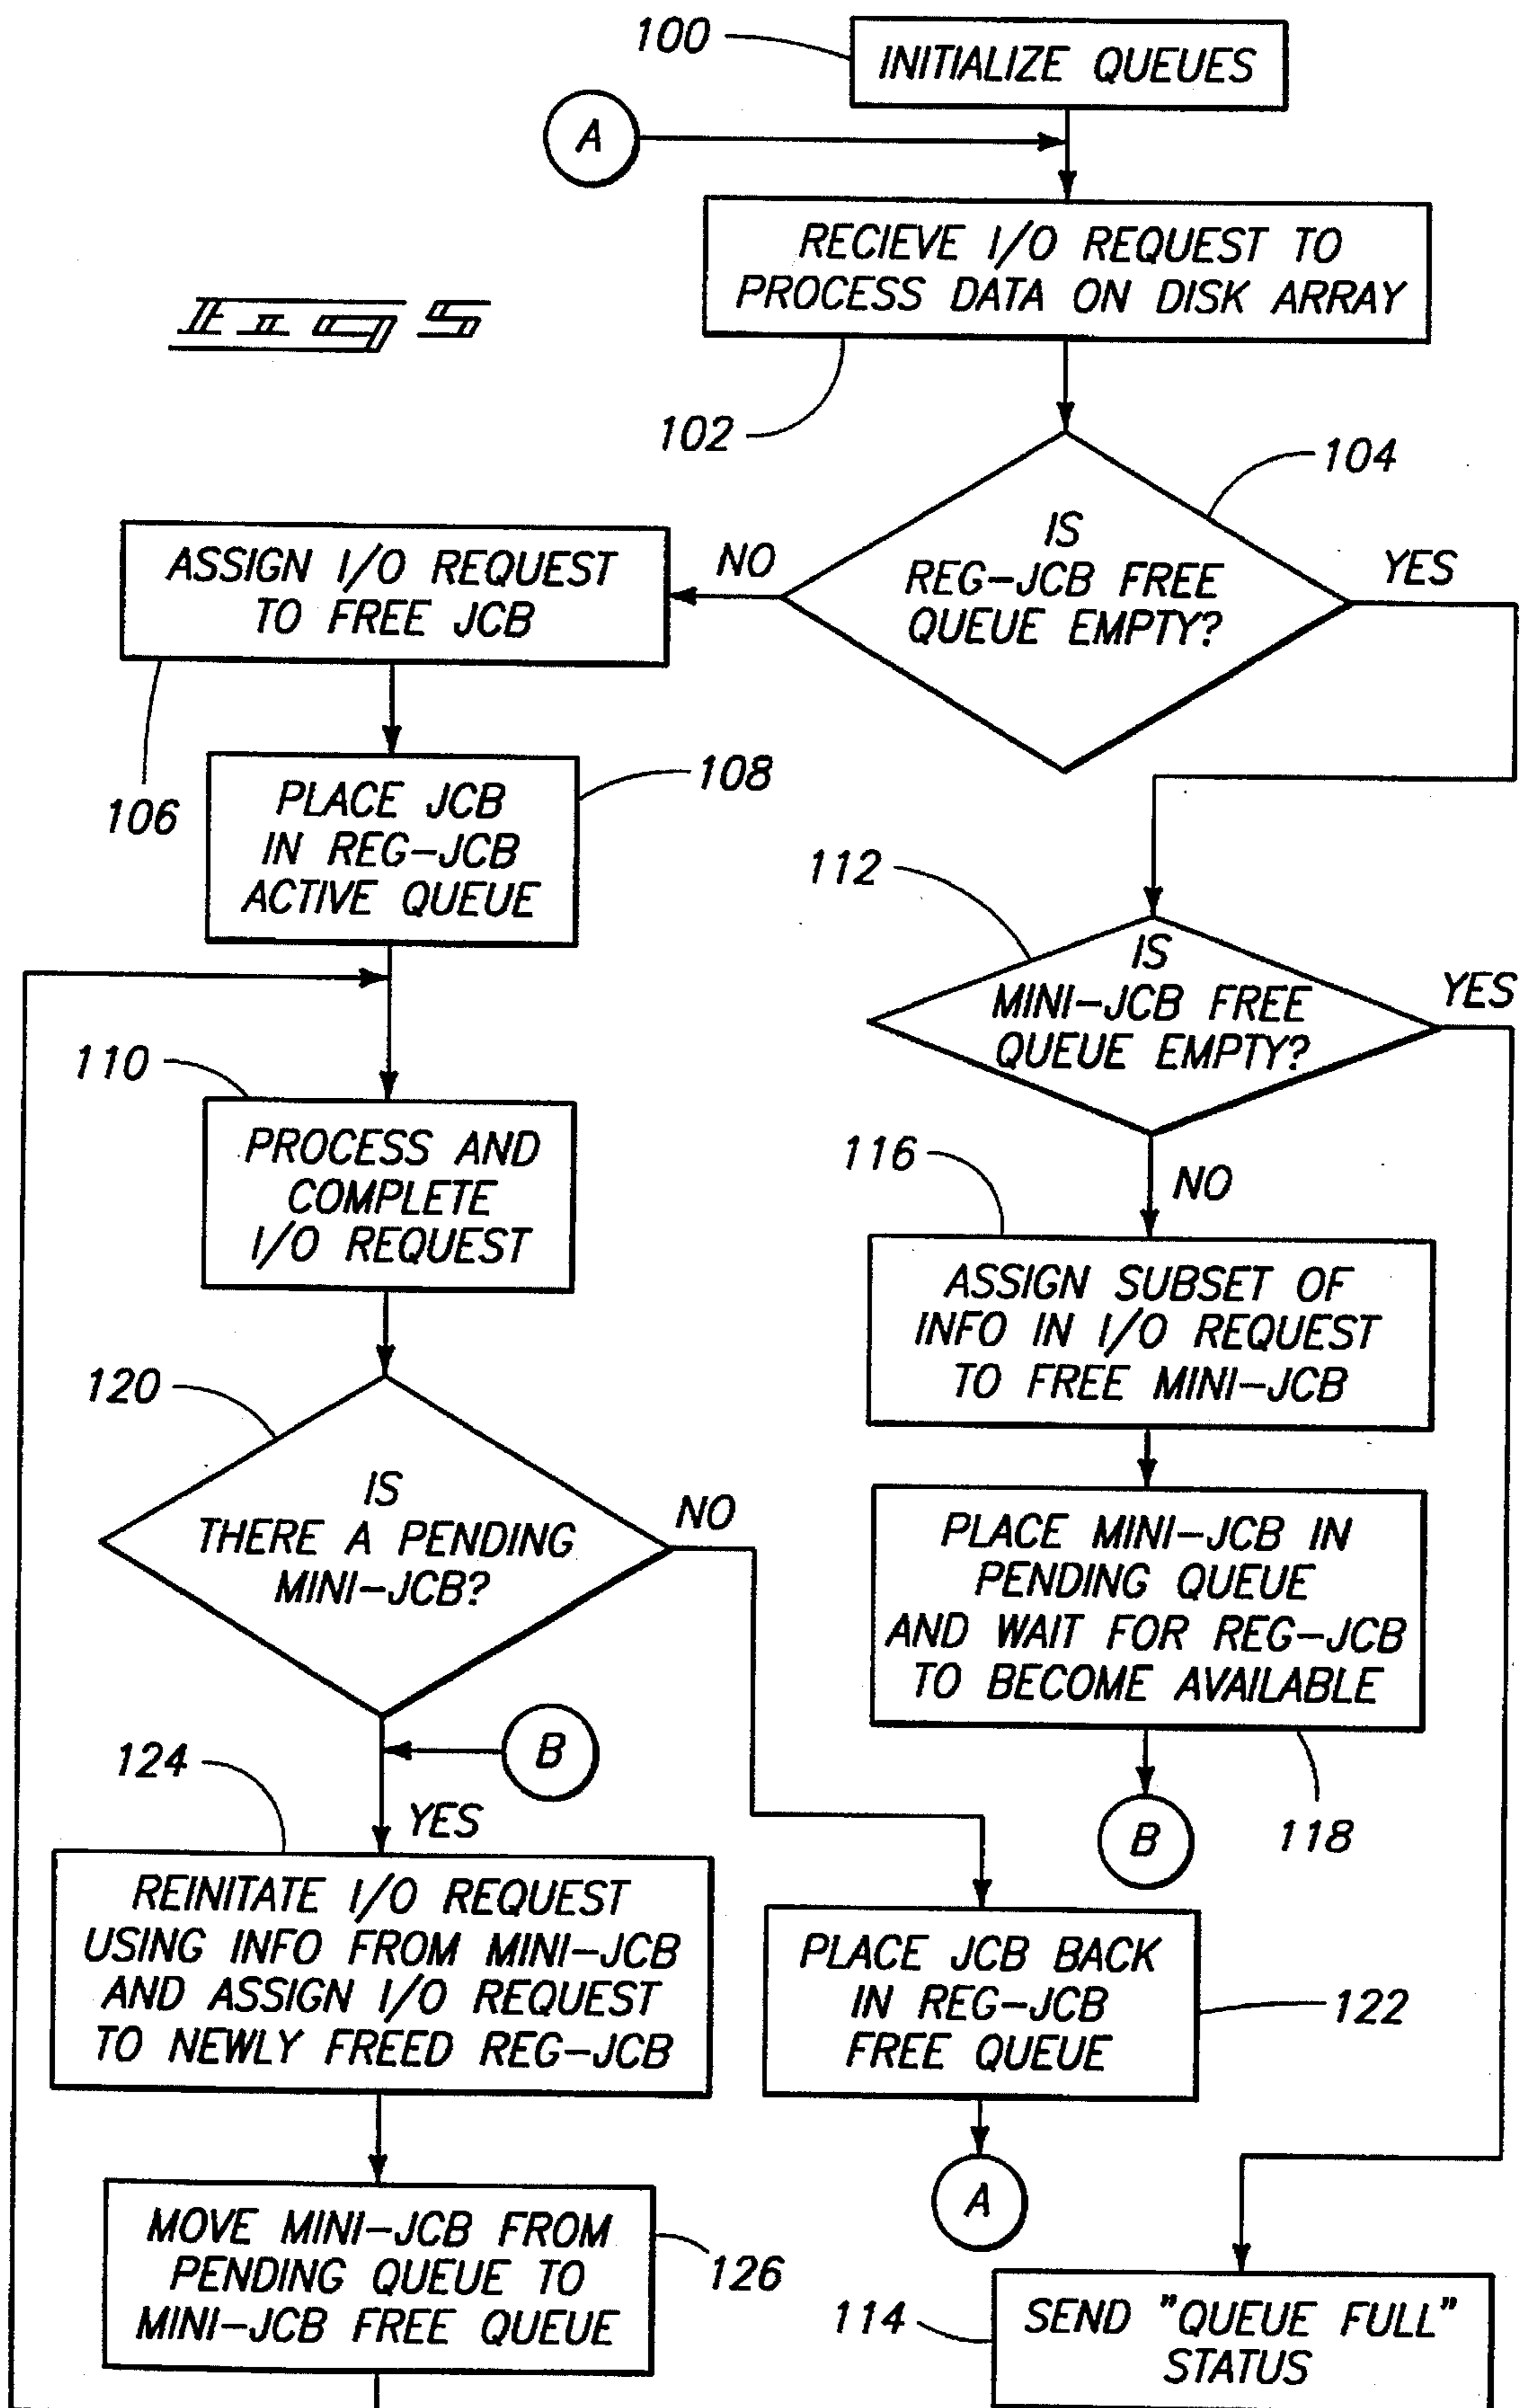 100
INITIALIZE QUEUES
A
RECIEVE I/O REQUEST TO
PROCESS DATA ON DISK ARRAY
Fig 5
102
104
IS
REG-JCB FREE
QUEUE EMPTY?
NO
YES
ASSIGN I/O REQUEST
TO FREE JCB
106
PLACE JCB
IN REG-JCB
ACTIVE QUEUE
108
112
IS
MINI-JCB FREE
QUEUE EMPTY?
YES
NO
110
PROCESS AND
COMPLETE
I/O REQUEST
116
ASSIGN SUBSET OF
INFO IN I/O REQUEST
TO FREE MINI-JCB
120
IS
THERE A PENDING
MINI-JCB?
NO
PLACE MINI-JCB IN
PENDING QUEUE
AND WAIT FOR REG-JCB
TO BECOME AVAILABLE
118
B
B
124
YES
REINITATE I/O REQUEST
USING INFO FROM MINI-JCB
AND ASSIGN I/O REQUEST
TO NEWLY FREED REG-JCB
PLACE JCB BACK
IN REG-JCB
FREE QUEUE
122
A
MOVE MINI-JCB FROM
PENDING QUEUE TO
MINI-JCB FREE QUEUE
126
114
SEND "QUEUE FULL"
STATUS